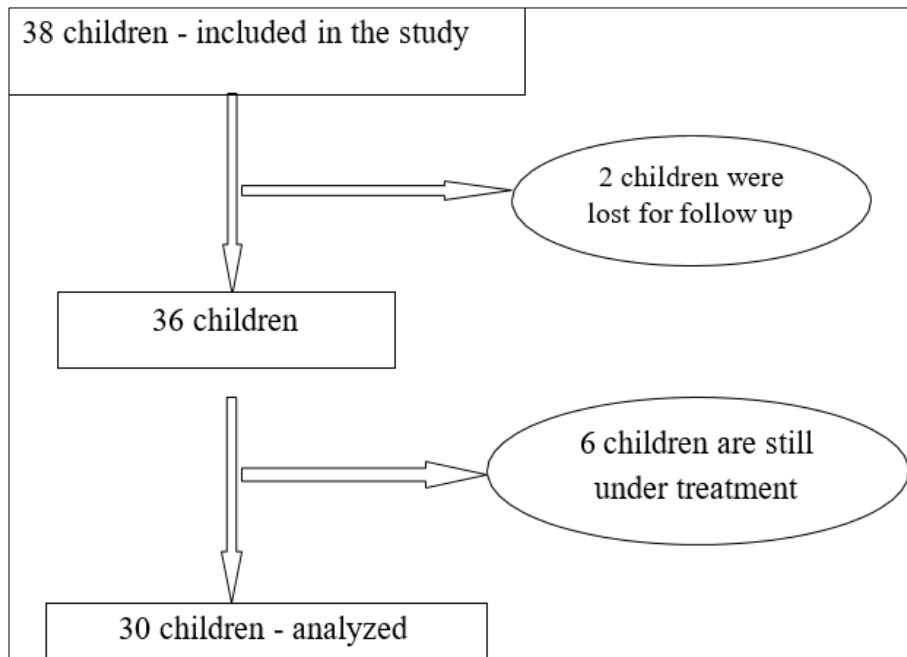 38 children - included in the study
2 children were
lost for follow up
36 children
6 children are still
under treatment
30 children - analyzed